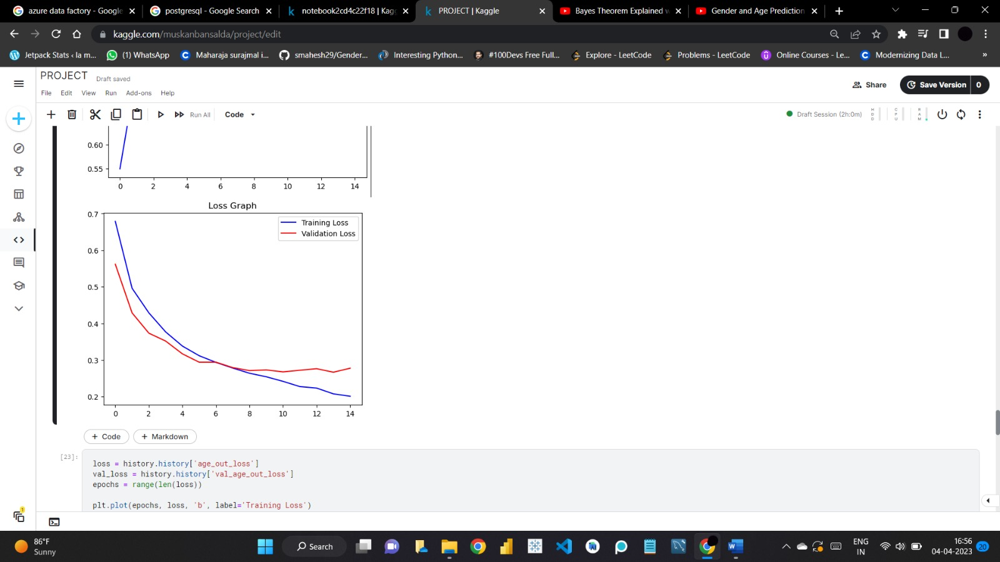 azure data factory - Google
postgresql - Google Search
notebook2cd4c22f18 | Kag
PROJECT | Kaggle
Bayes Theorem Explained w
Gender and Age Prediction
kaggle.com/muskanbansalda/project/edit
Jetpack Stats ‹ la m...
(1) WhatsApp
Maharaja surajmal i...
smahesh29/Gender...
Interesting Python...
#100Devs Free Full...
Explore - LeetCode
Problems - LeetCode
Online Courses - Le...
Modernizing Data L...
»
PROJECT
Draft saved
File Edit View Run Add-ons Help
Share
Save Version 0
Run All
Code
Draft Session (2h:0m)
HDD
CPU
RAM
0.60
0.55
0 2 4 6 8 10 12 14
Loss Graph
0.7
0.6
0.5
0.4
0.3
0.2
Training Loss
Validation Loss
0 2 4 6 8 10 12 14
+ Code
+ Markdown
[23]:
loss = history.history['age_out_loss']
val_loss = history.history['val_age_out_loss']
epochs = range(len(loss))
plt.plot(epochs, loss, 'b', label='Training Loss')
1
86°F
Sunny
Search
ENG
IN
16:56
04-04-2023
20